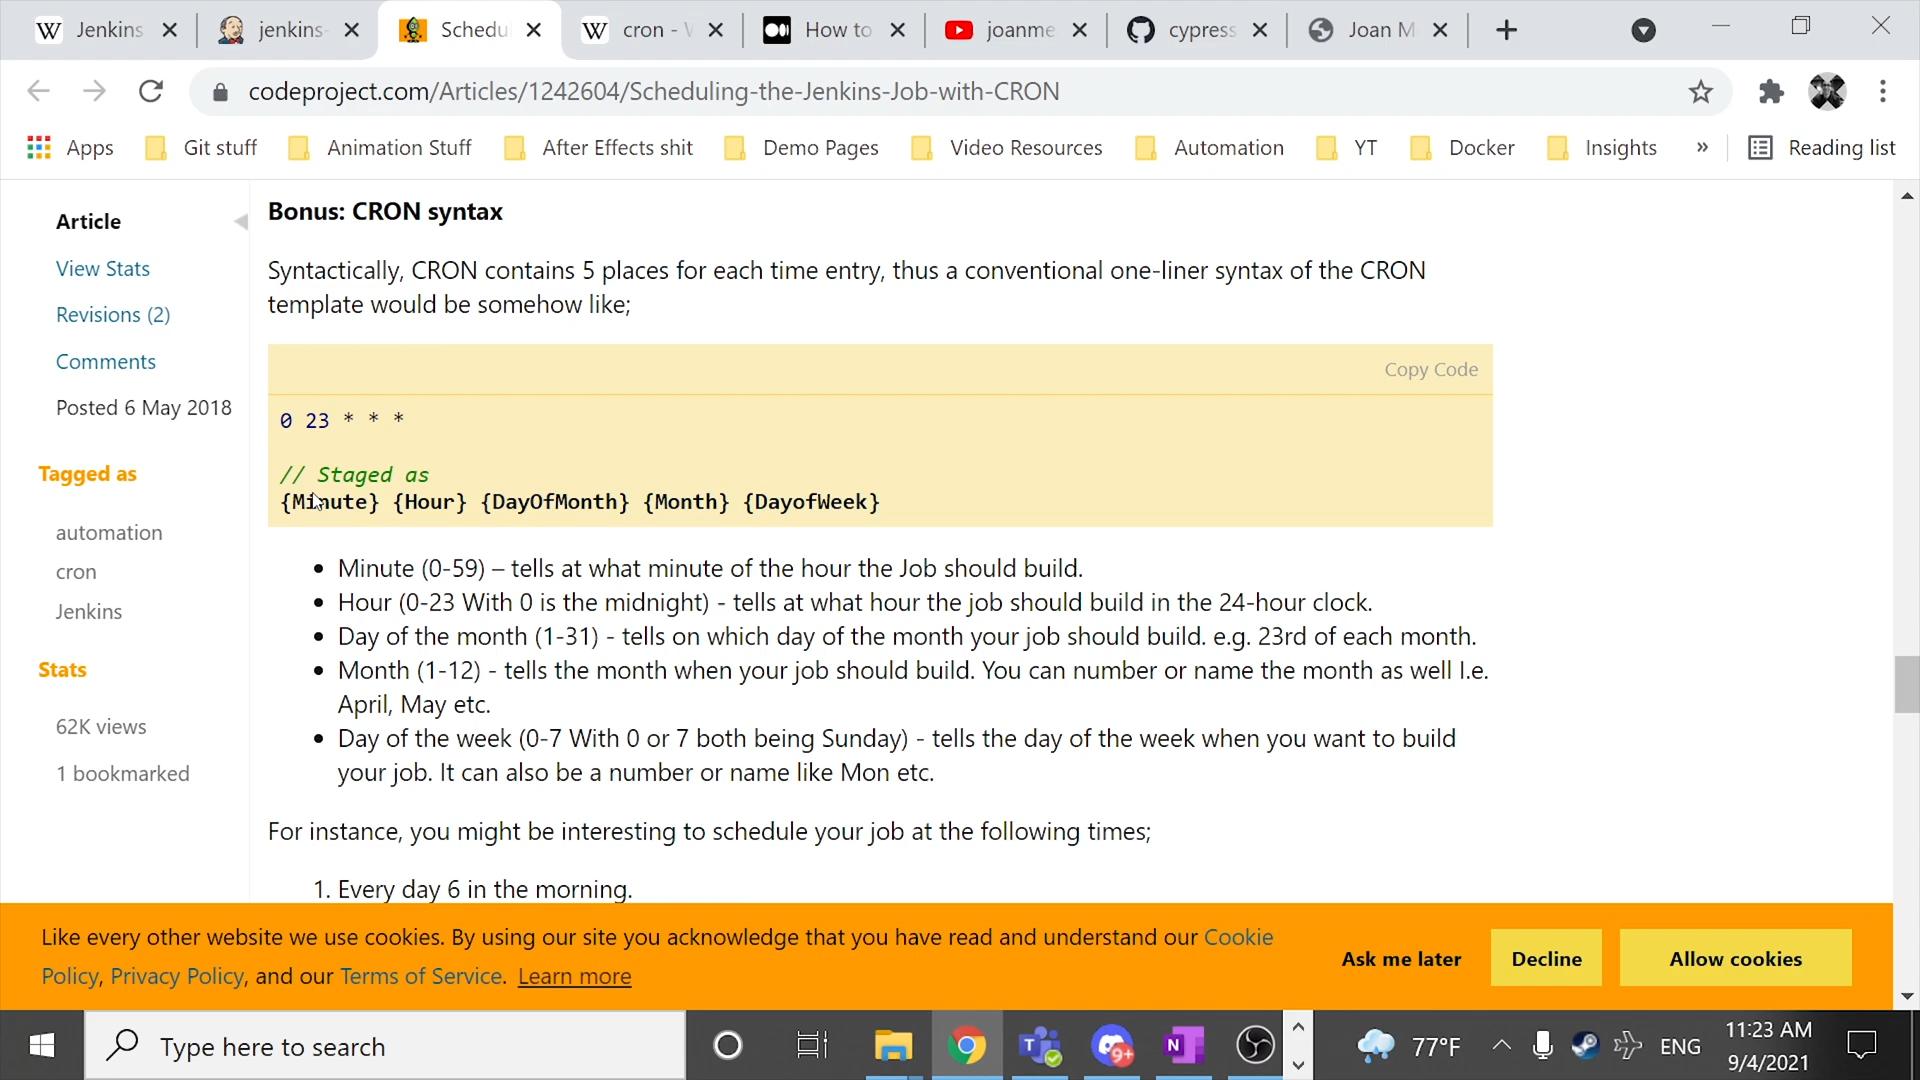 Jenkins
jenkins-
Schedu
cron - W
How to
joanme
cypress
Joan M
codeproject.com/Articles/1242604/Scheduling-the-Jenkins-Job-with-CRON
Apps
Git stuff
Animation Stuff
After Effects shit
Demo Pages
Video Resources
Automation
YT
Docker
Insights
»
Reading list
Article
View Stats
Revisions (2)
Comments
Posted 6 May 2018
Tagged as
automation
cron
Jenkins
Stats
62K views
1 bookmarked
Bonus: CRON syntax
Syntactically, CRON contains 5 places for each time entry, thus a conventional one-liner syntax of the CRON
template would be somehow like;
Copy Code
0 23 * * *
// Staged as
{Minute} {Hour} {DayOfMonth} {Month} {DayofWeek}
• Minute (0-59) – tells at what minute of the hour the Job should build.
• Hour (0-23 With 0 is the midnight) - tells at what hour the job should build in the 24-hour clock.
• Day of the month (1-31) - tells on which day of the month your job should build. e.g. 23rd of each month.
• Month (1-12) - tells the month when your job should build. You can number or name the month as well I.e.
April, May etc.
• Day of the week (0-7 With 0 or 7 both being Sunday) - tells the day of the week when you want to build
your job. It can also be a number or name like Mon etc.
For instance, you might be interesting to schedule your job at the following times;
1. Every day 6 in the morning.
Like every other website we use cookies. By using our site you acknowledge that you have read and understand our Cookie
Policy, Privacy Policy, and our Terms of Service. Learn more
Ask me later
Decline
Allow cookies
Type here to search
9+
77°F
ENG
11:23 AM
9/4/2021